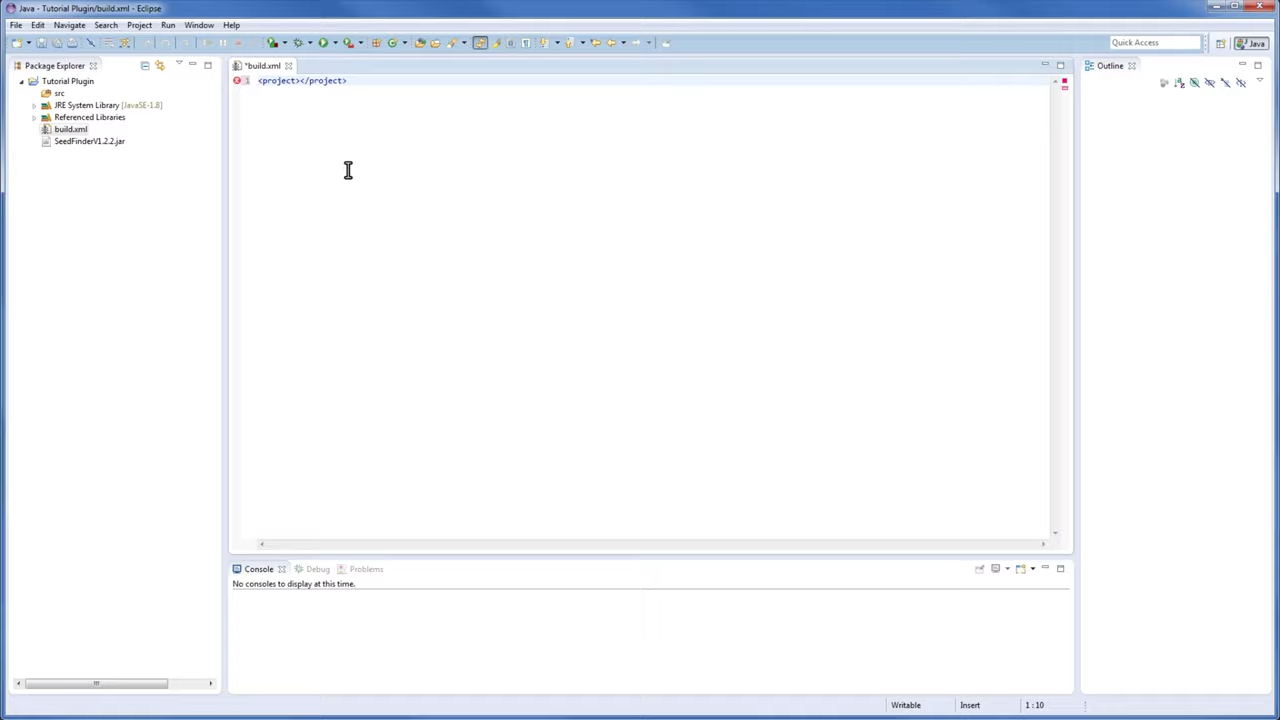 Java - Tutorial Plugin/build.xml - Eclipse
File Edit Navigate Search Project Run Window Help
Quick Access
Java
Package Explorer
*build.xml
Outline
Tutorial Plugin
1 <project></project>
src
JRE System Library [JavaSE-1.8]
Referenced Libraries
build.xml
SeedFinderV1.2.2.jar
Console Debug Problems
No consoles to display at this time.
Writable Insert 1 : 10